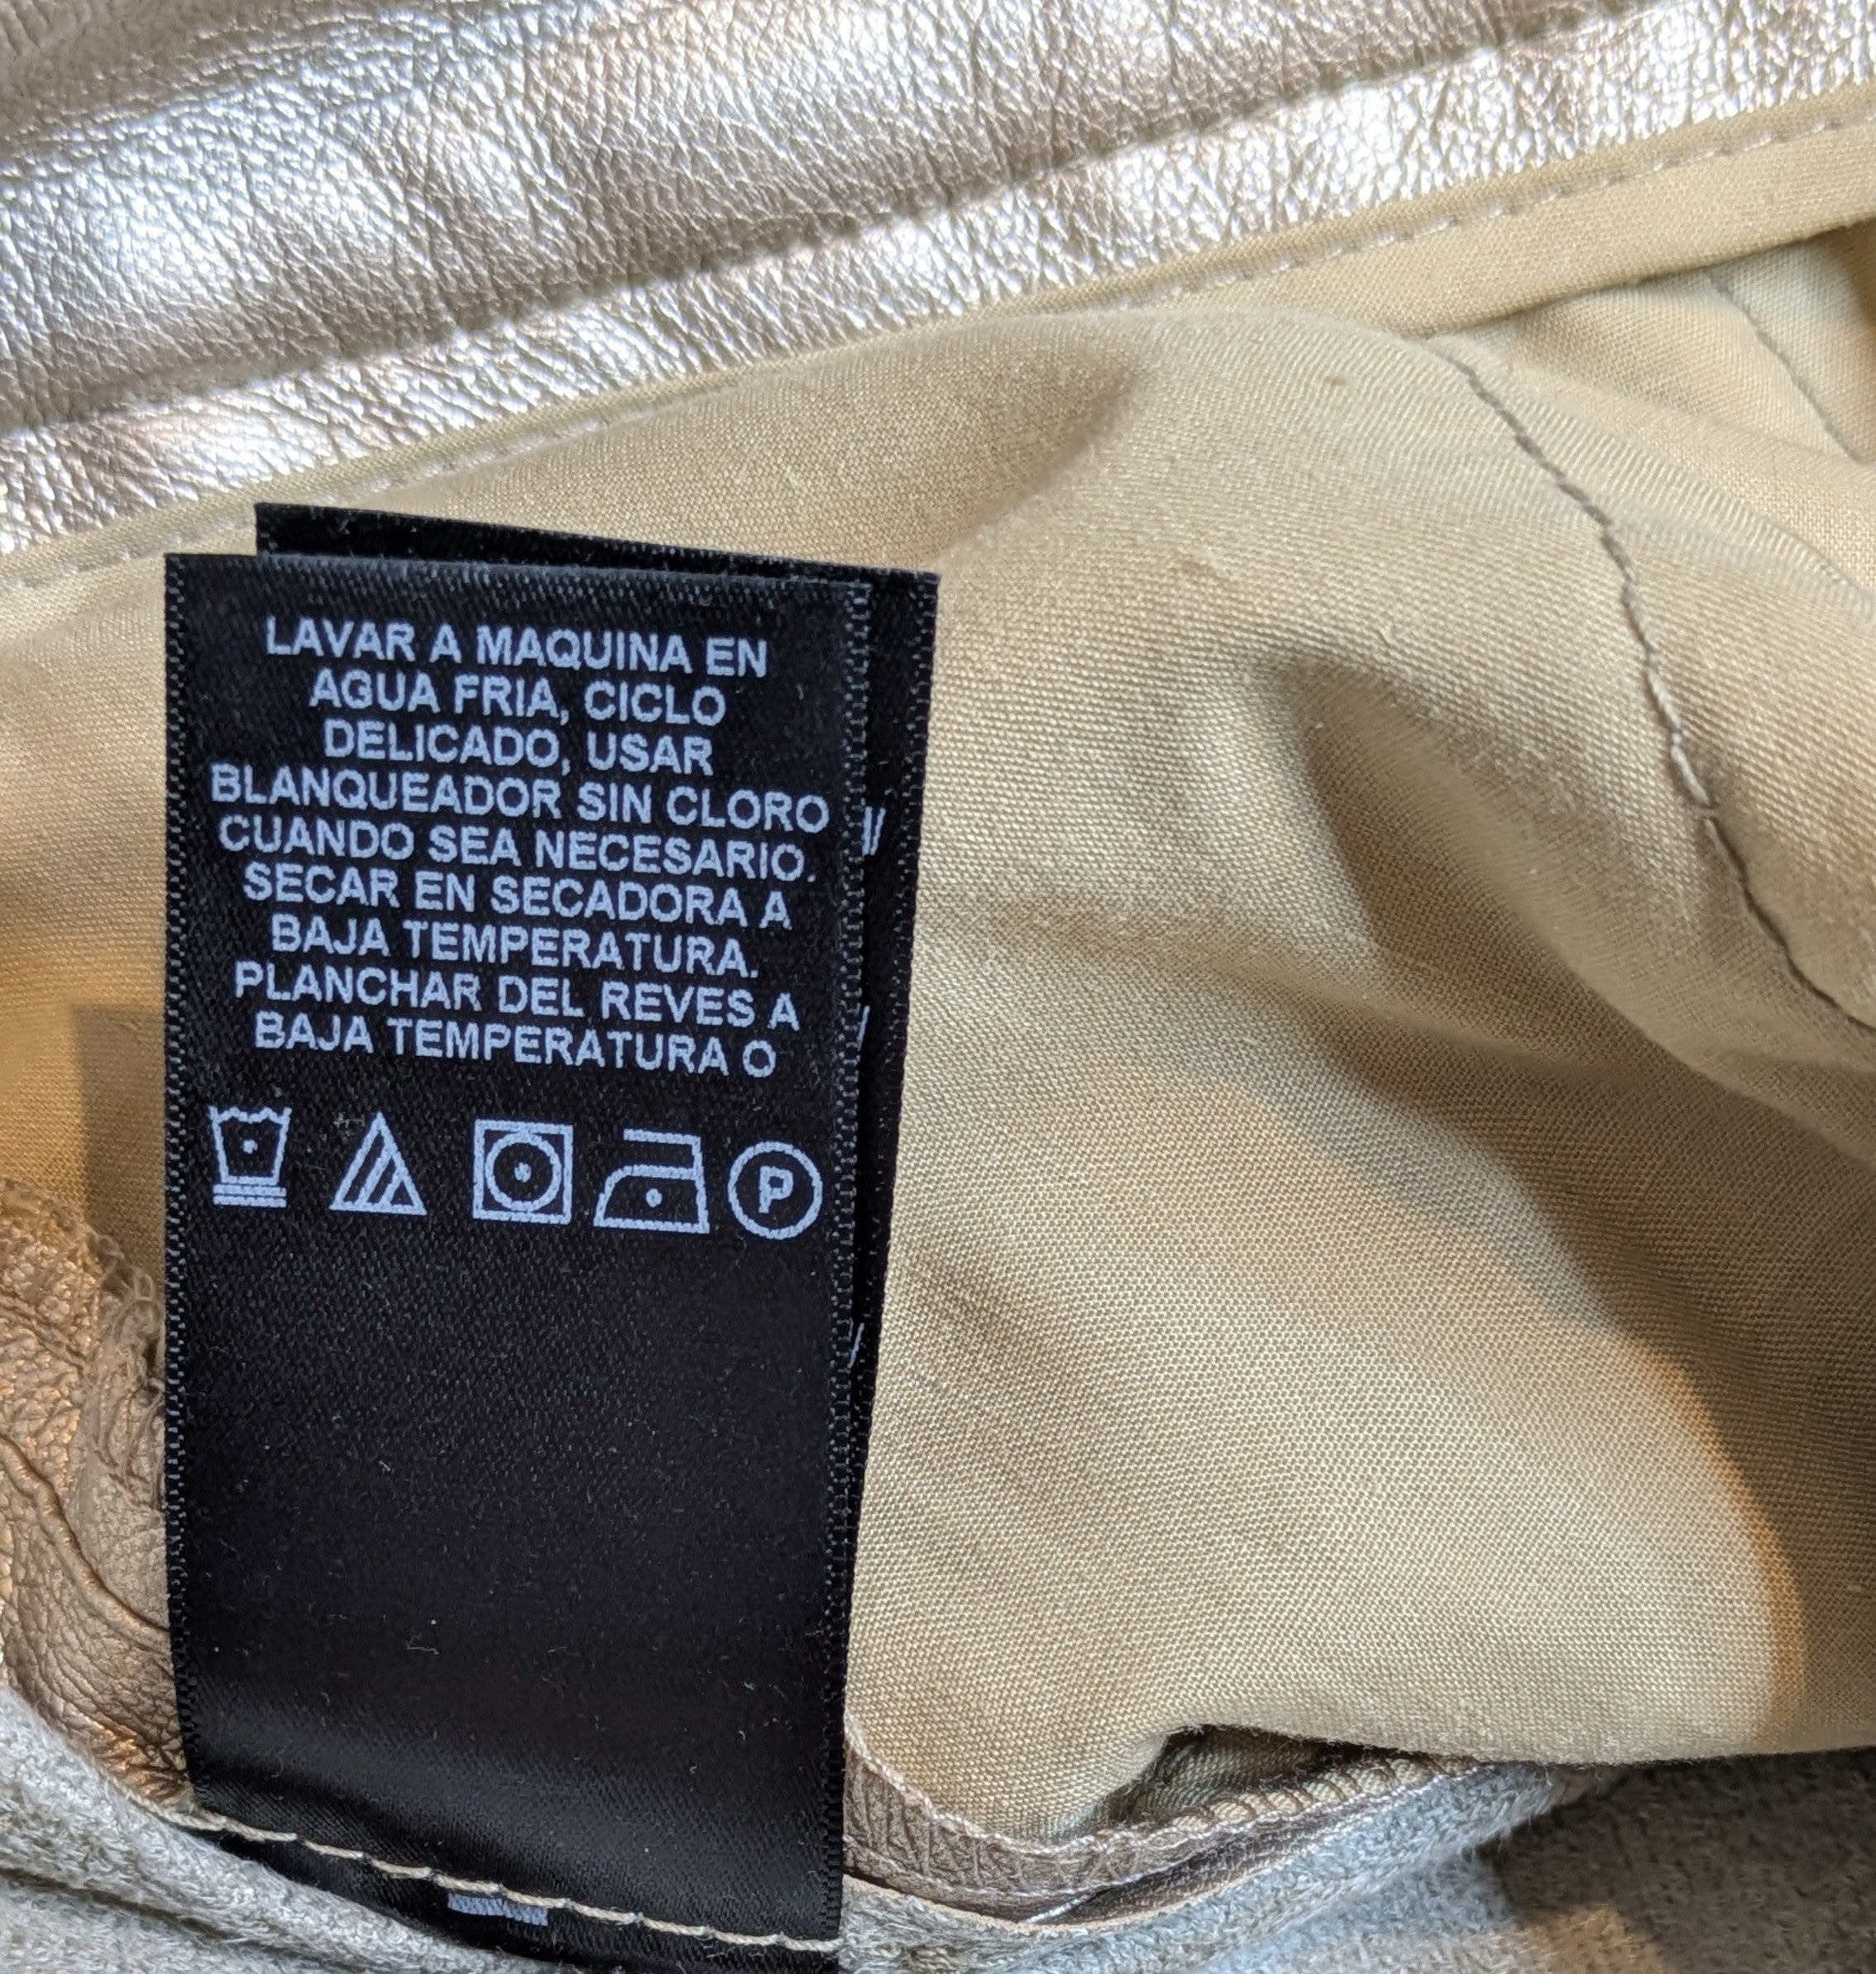 LAVAR A MAQUINA EN
AGUA FRIA, CICLO
DELICADO, USAR
BLANQUEADOR SIN CLORO
CUANDO SEA NECESARIO.
SECAR EN SECADORA A
BAJA TEMPERATURA.
PLANCHAR DEL REVES A
BAJA TEMPERATURA O
P